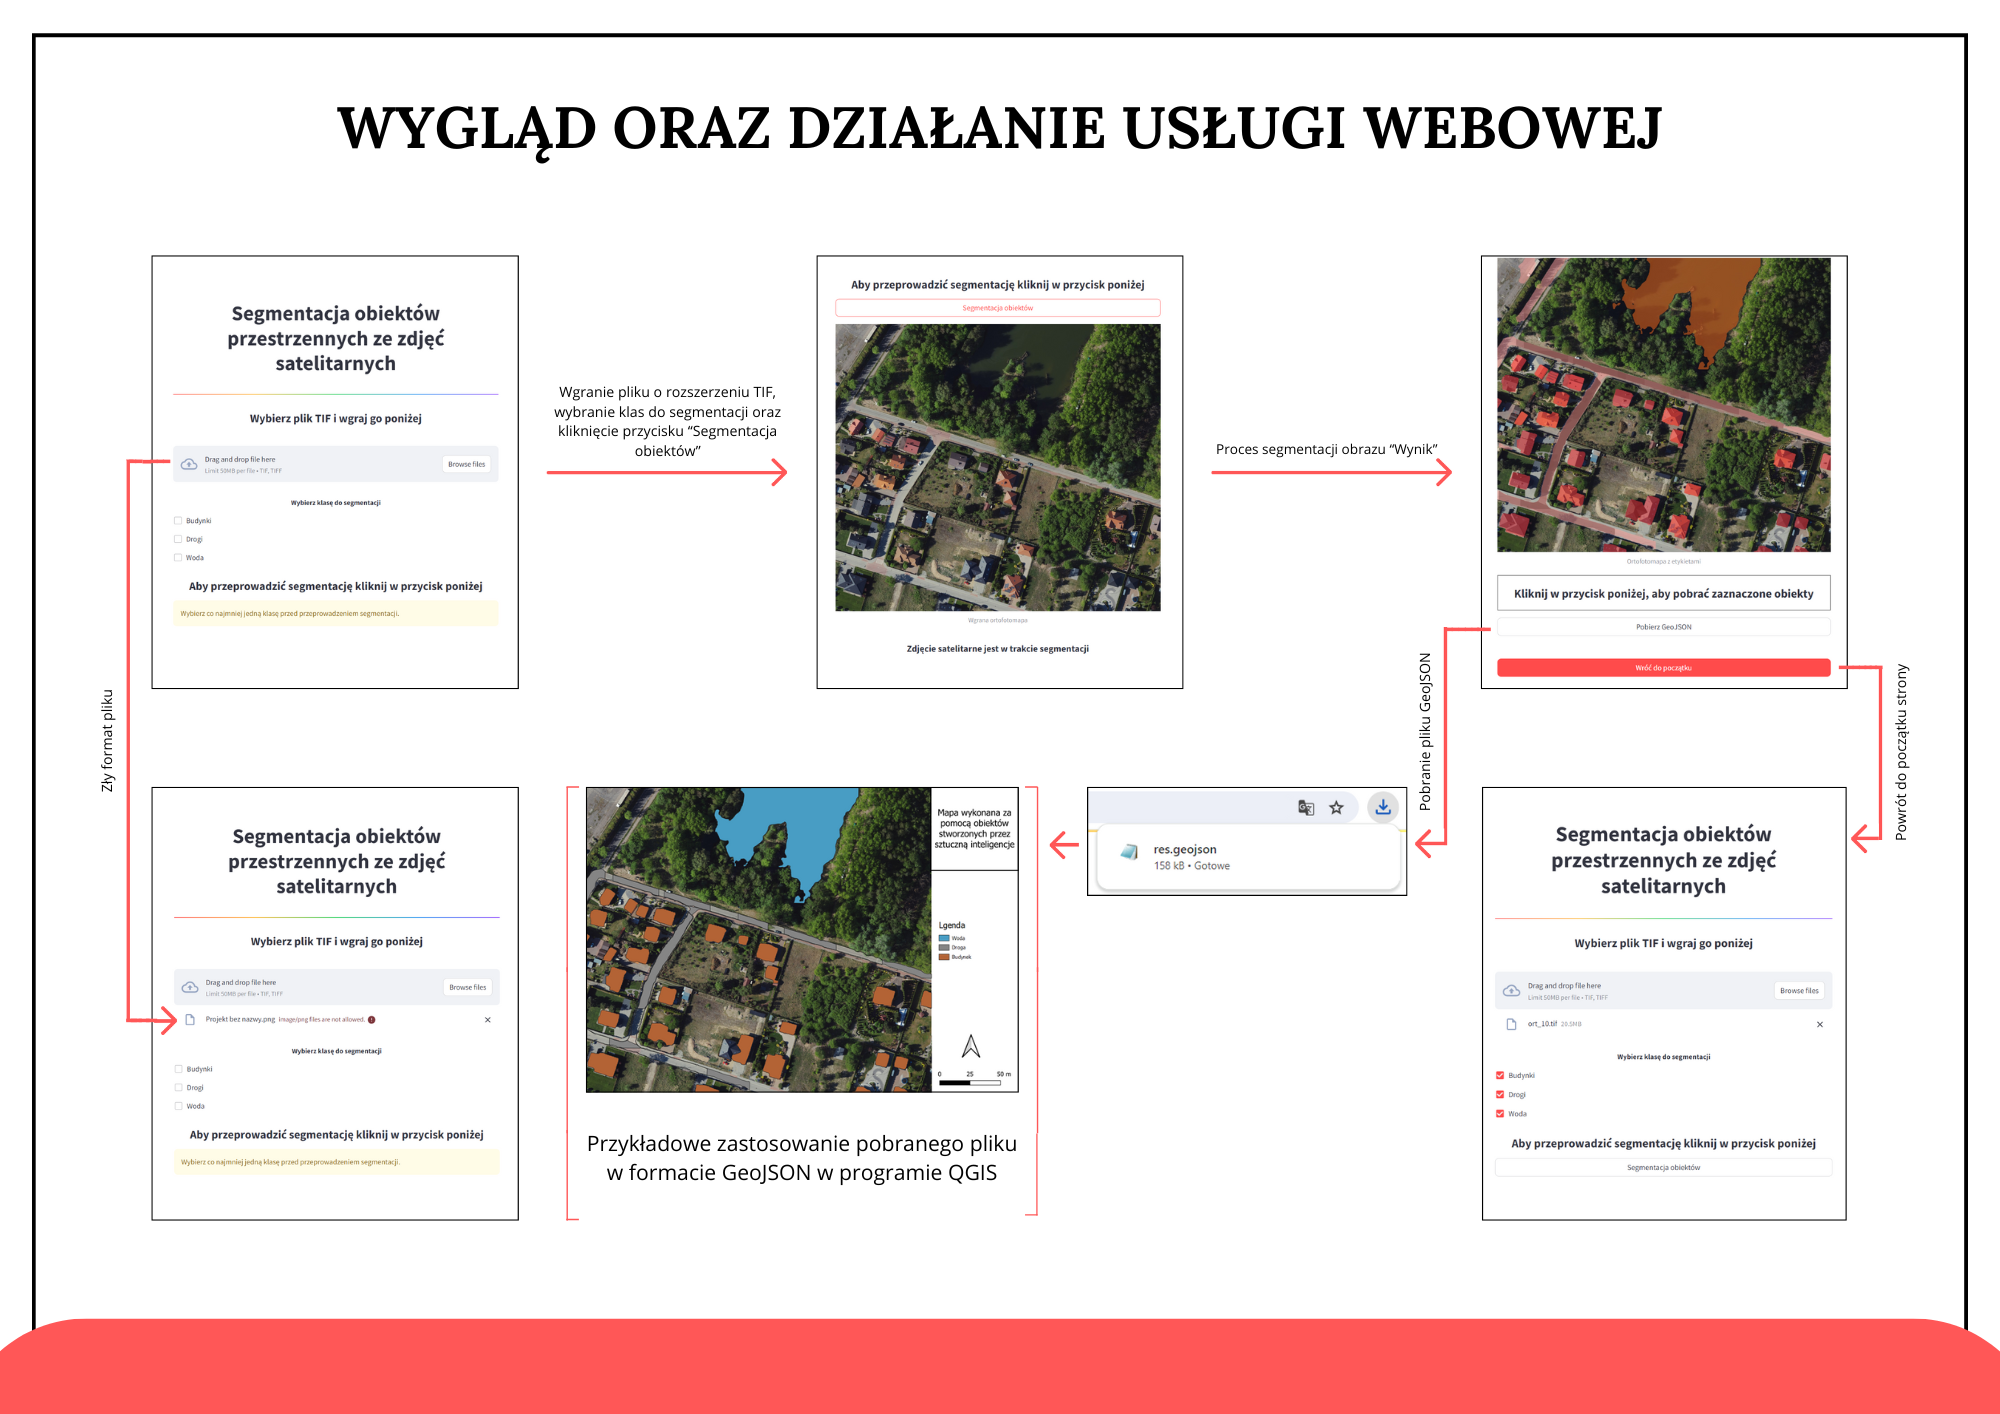 WYGLĄD ORAZ DZIAŁANIE USŁUGI WEBOWEJ
Segmentacja obiektów
przestrzennych ze zdjęć
satelitarnych
Wybierz plik TIF i wgraj go poniżej
Drag and drop file here
Limit 50MB per file • TIF, TIFF
Browse files
Wybierz klasę do segmentacji
Budynki
Drogi
Woda
Aby przeprowadzić segmentację kliknij w przycisk poniżej
Wybierz co najmniej jedną klasę przed przeprowadzeniem segmentacji.
Wgranie pliku o rozszerzeniu TIF,
wybranie klas do segmentacji oraz
kliknięcie przycisku “Segmentacja
obiektów”
Aby przeprowadzić segmentację kliknij w przycisk poniżej
Segmentacja obiektów
Wgrana ortofotomapa
Zdjęcie satelitarne jest w trakcie segmentacji
Proces segmentacji obrazu “Wynik”
Ortofotomapa z etykietami
Kliknij w przycisk poniżej, aby pobrać zaznaczone obiekty
Pobierz GeoJSON
Wróć do początku
Zły format pliku
Pobranie pliku GeoJSON
Powrót do początku strony
Segmentacja obiektów
przestrzennych ze zdjęć
satelitarnych
Wybierz plik TIF i wgraj go poniżej
Drag and drop file here
Limit 50MB per file • TIF, TIFF
Browse files
Projekt bez nazwy.png image/png files are not allowed.
Wybierz klasę do segmentacji
Budynki
Drogi
Woda
Aby przeprowadzić segmentację kliknij w przycisk poniżej
Wybierz co najmniej jedną klasę przed przeprowadzeniem segmentacji.
Mapa wykonana za
pomocą obiektów
stworzonych przez
sztuczną inteligencje
Lgenda
Woda
Droga
Budynek
0 25 50 m
Przykładowe zastosowanie pobranego pliku
w formacie GeoJSON w programie QGIS
res.geojson
158 kB • Gotowe
Segmentacja obiektów
przestrzennych ze zdjęć
satelitarnych
Wybierz plik TIF i wgraj go poniżej
Drag and drop file here
Limit 50MB per file • TIF, TIFF
Browse files
ort_10.tif 20.5MB
Wybierz klasę do segmentacji
Budynki
Drogi
Woda
Aby przeprowadzić segmentację kliknij w przycisk poniżej
Segmentacja obiektów